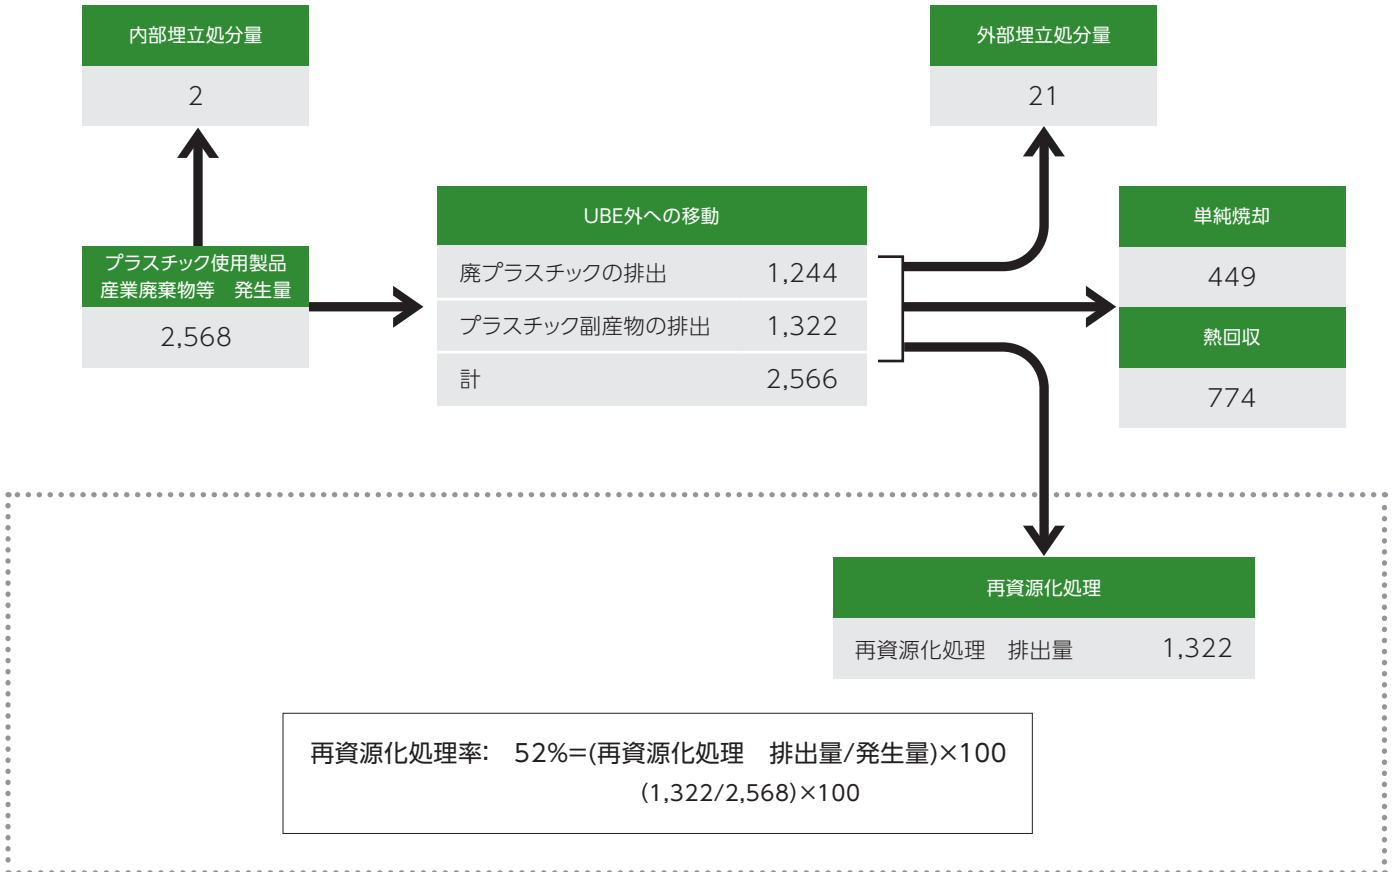 内部埋立処分量
2
外部埋立処分量
21
プラスチック使用製品
産業廃棄物等　発生量
2,568
UBE外への移動
廃プラスチックの排出 1,244
プラスチック副産物の排出 1,322
計 2,566
単純焼却
449
熱回収
774
再資源化処理
再資源化処理　排出量 1,322
再資源化処理率:　52%=(再資源化処理　排出量/発生量)×100
(1,322/2,568)×100